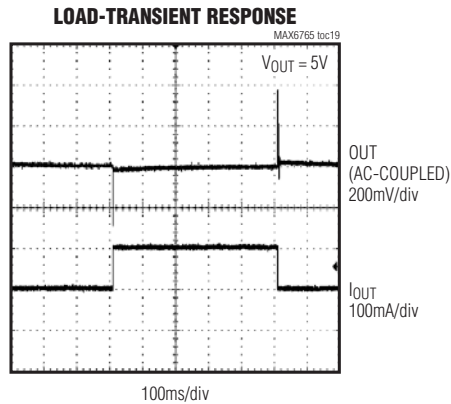 LOAD-TRANSIENT RESPONSE
MAX6765 toc19
VOUT = 5V
OUT
(AC-COUPLED)
200mV/div
IOUT
100mA/div
100ms/div